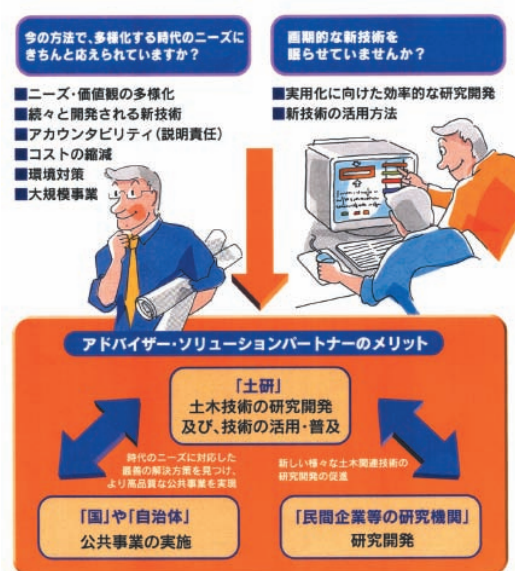 今の方法で、多様化する時代のニーズに
きちんと応えられていますか？
画期的な新技術を
眠らせていませんか？
■ニーズ・価値観の多様化
■続々と開発される新技術
■アカウンタビリティ（説明責任）
■コストの縮減
■環境対策
■大規模事業
■実用化に向けた効率的な研究開発
■新技術の活用方法
アドバイザー・ソリューションパートナーのメリット
「土研」
土木技術の研究開発
及び、技術の活用・普及
時代のニーズに対応した
最善の解決方策を見つけ、
より高品質な公共事業を実現
新しい様々な土木関連技術の
研究開発の促進
「国」や「自治体」
公共事業の実施
「民間企業等の研究機関」
研究開発